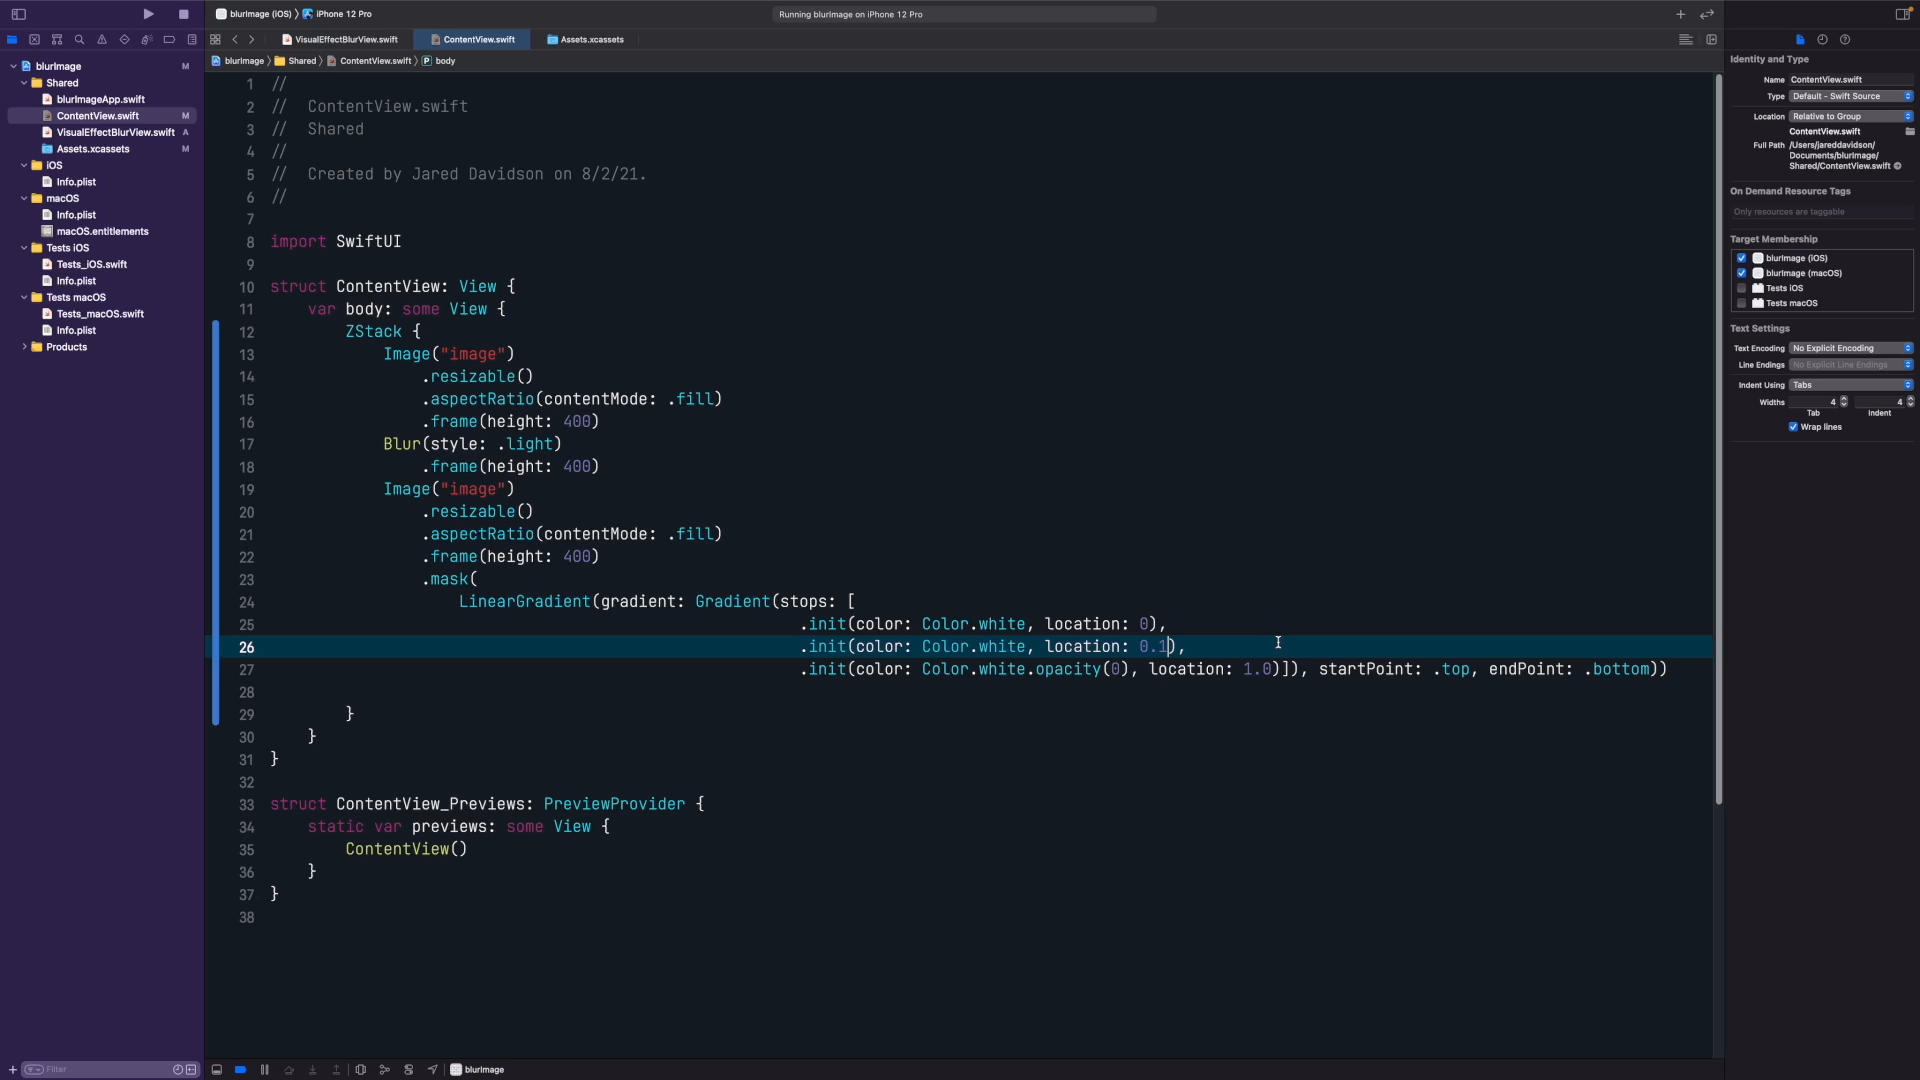 blurImage (iOS) 〉 iPhone 12 Pro
Running blurImage on iPhone 12 Pro
VisualEffectBlurView.swift
ContentView.swift
Assets.xcassets
blurImage 〉 Shared 〉 ContentView.swift 〉 P body
blurImage M
Shared
blurImageApp.swift
ContentView.swift M
VisualEffectBlurView.swift A
Assets.xcassets M
iOS
Info.plist
macOS
Info.plist
macOS.entitlements
Tests iOS
Tests_iOS.swift
Info.plist
Tests macOS
Tests_macOS.swift
Info.plist
Products
Filter
1 //
2 //  ContentView.swift
3 //  Shared
4 //
5 //  Created by Jared Davidson on 8/2/21.
6 //
7
8 import SwiftUI
9
10 struct ContentView: View {
11     var body: some View {
12         ZStack {
13             Image("image")
14                 .resizable()
15                 .aspectRatio(contentMode: .fill)
16                 .frame(height: 400)
17             Blur(style: .light)
18                 .frame(height: 400)
19             Image("image")
20                 .resizable()
21                 .aspectRatio(contentMode: .fill)
22                 .frame(height: 400)
23                 .mask(
24                     LinearGradient(gradient: Gradient(stops: [
25                         .init(color: Color.white, location: 0),
26                         .init(color: Color.white, location: 0.1),
27                         .init(color: Color.white.opacity(0), location: 1.0)]), startPoint: .top, endPoint: .bottom))
28
29         }
30     }
31 }
32
33 struct ContentView_Previews: PreviewProvider {
34     static var previews: some View {
35         ContentView()
36     }
37 }
38
blurImage
Identity and Type
Name ContentView.swift
Type Default - Swift Source
Location Relative to Group
ContentView.swift
Full Path /Users/jareddavidson/
Documents/blurImage/
Shared/ContentView.swift
On Demand Resource Tags
Only resources are taggable
Target Membership
blurImage (iOS)
blurImage (macOS)
Tests iOS
Tests macOS
Text Settings
Text Encoding No Explicit Encoding
Line Endings No Explicit Line Endings
Indent Using Tabs
Widths 4 4
Tab Indent
Wrap lines